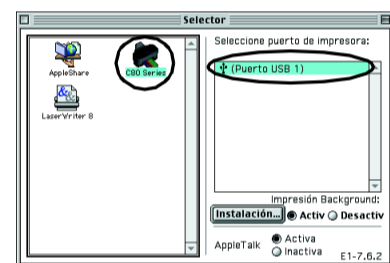 Selector
Seleccione puerto de impresora:
AppleShare
C80 Series
(Puerto USB 1)
LaserWriter 8
Impresión Background:
Instalación... Activ Desactiv
AppleTalk Activa
Inactiva
E1-7.6.2